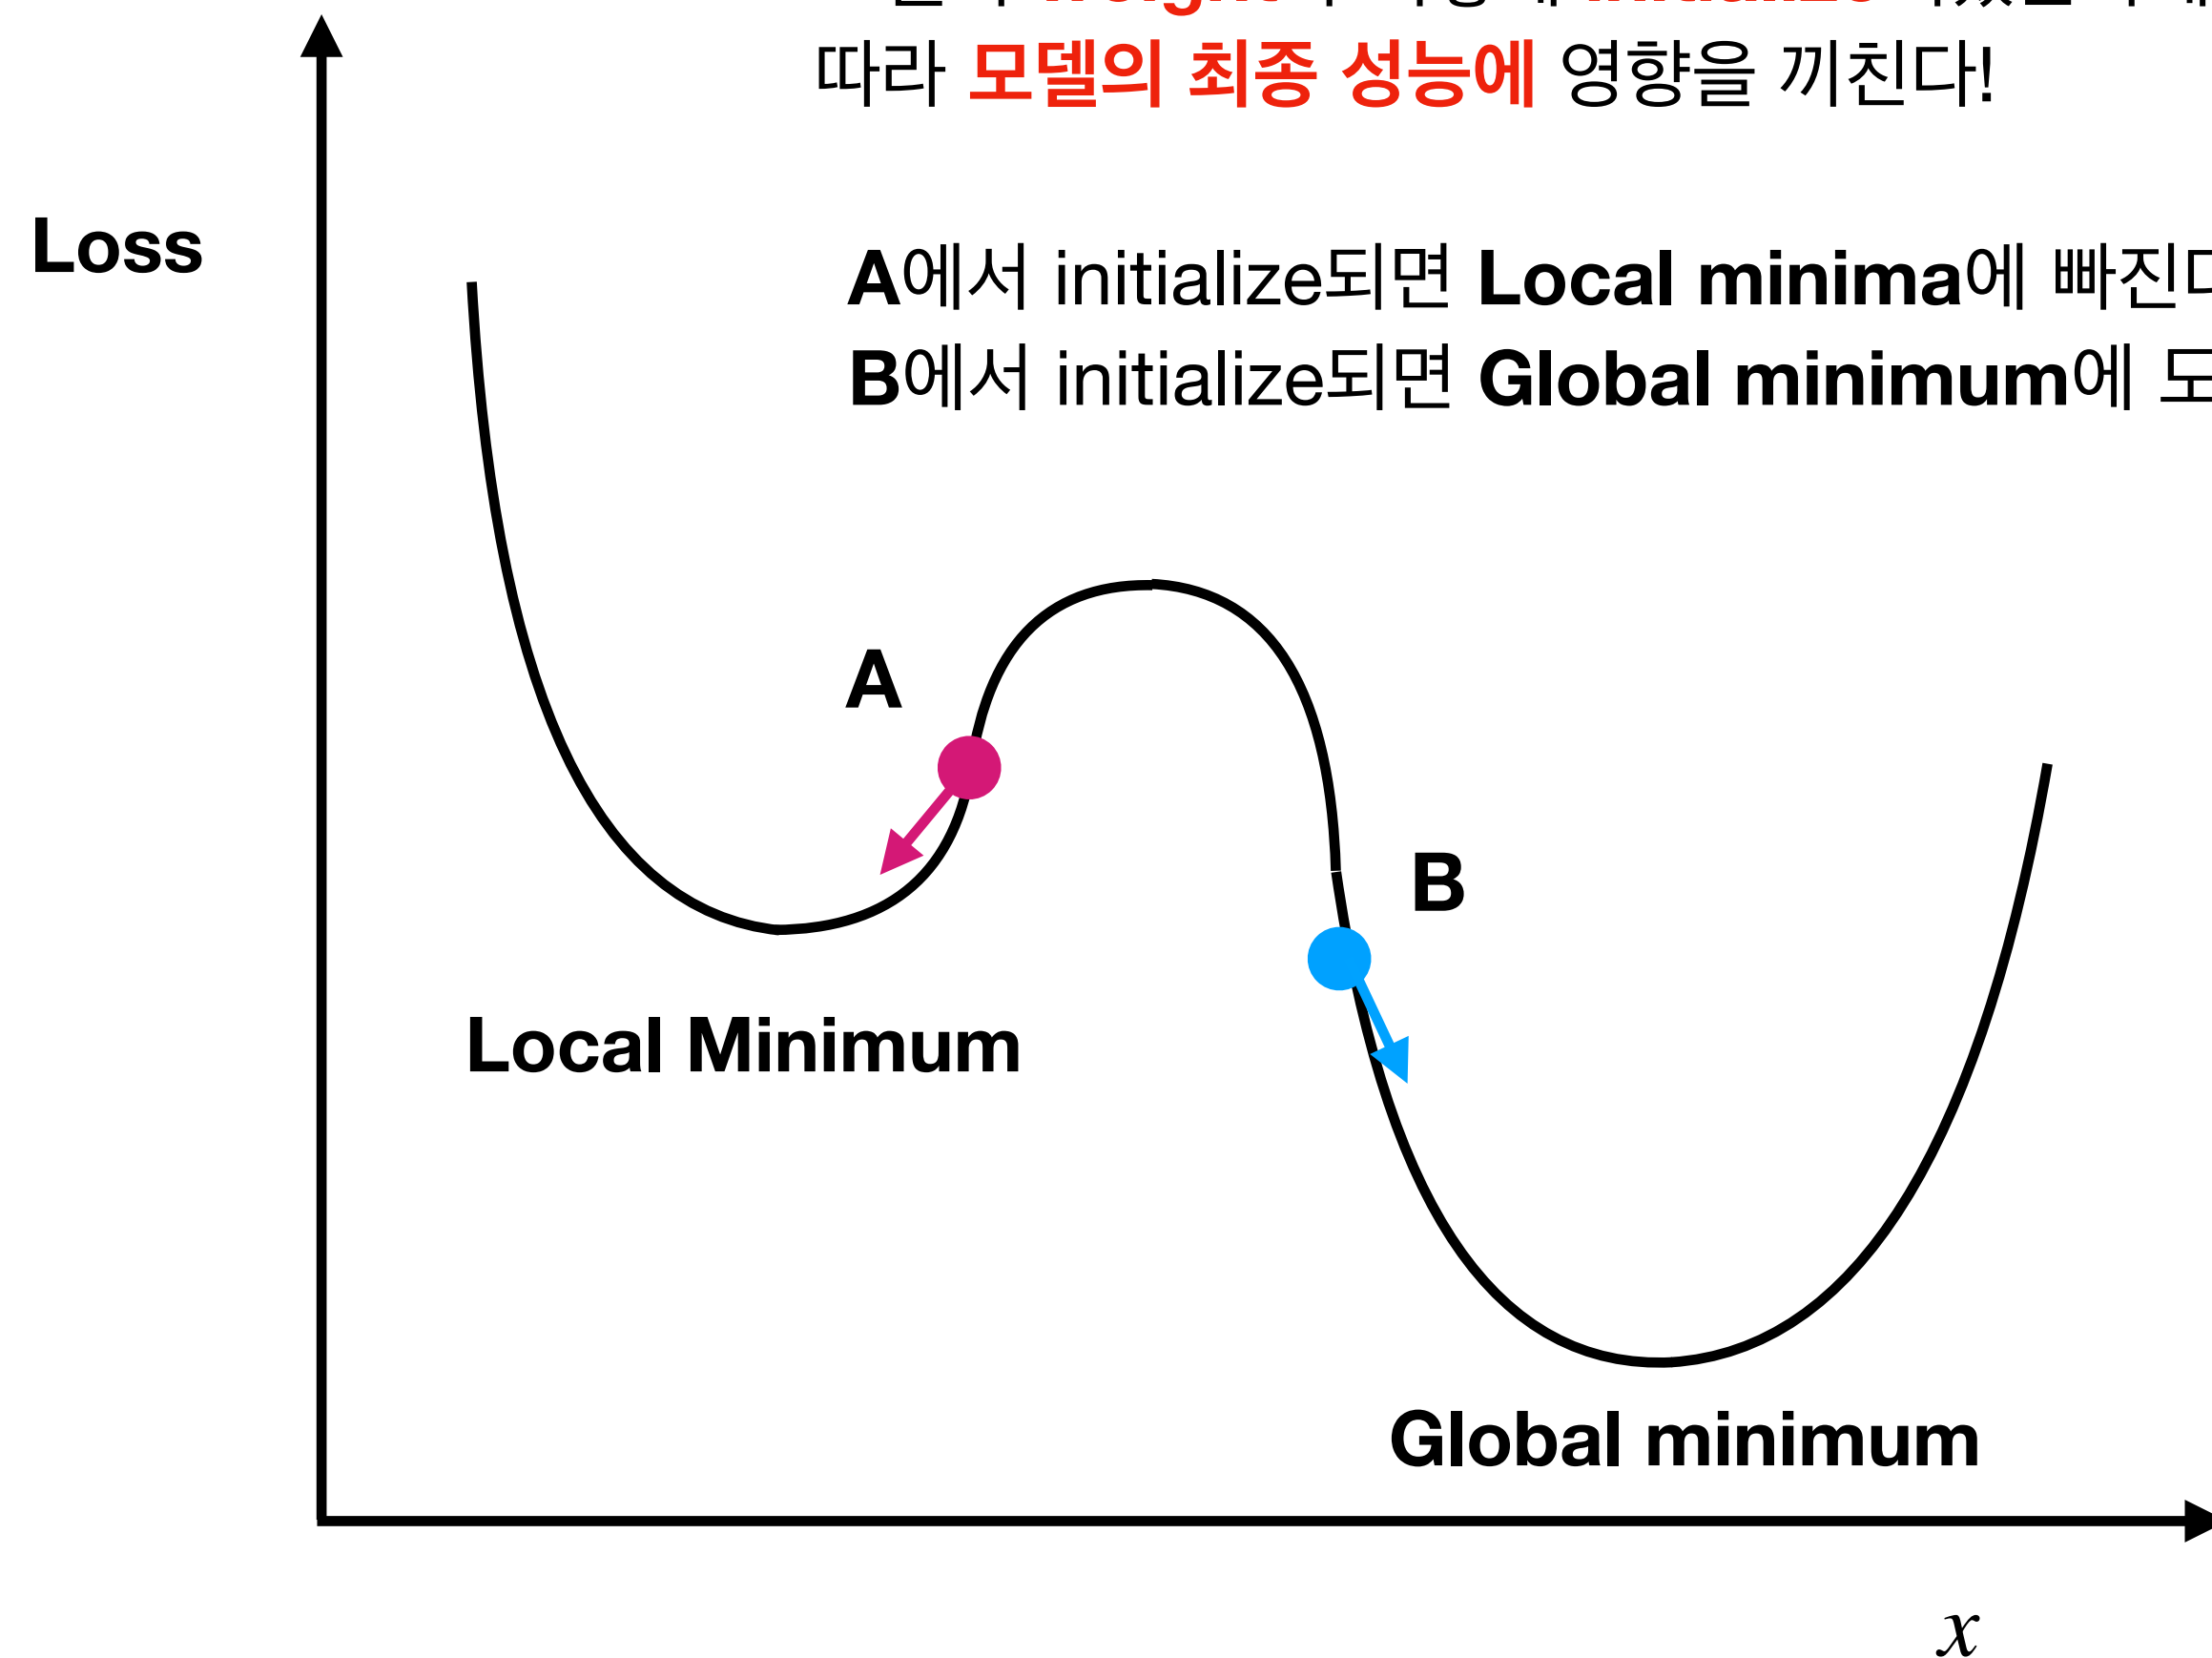 따라 모델의 최종 성능에 영향을 끼친다!
Loss
A에서 initialize되면 Local minima에
B에서 initialize되면 Global minimum에
A
B
Local Minimum
Global minimum
x